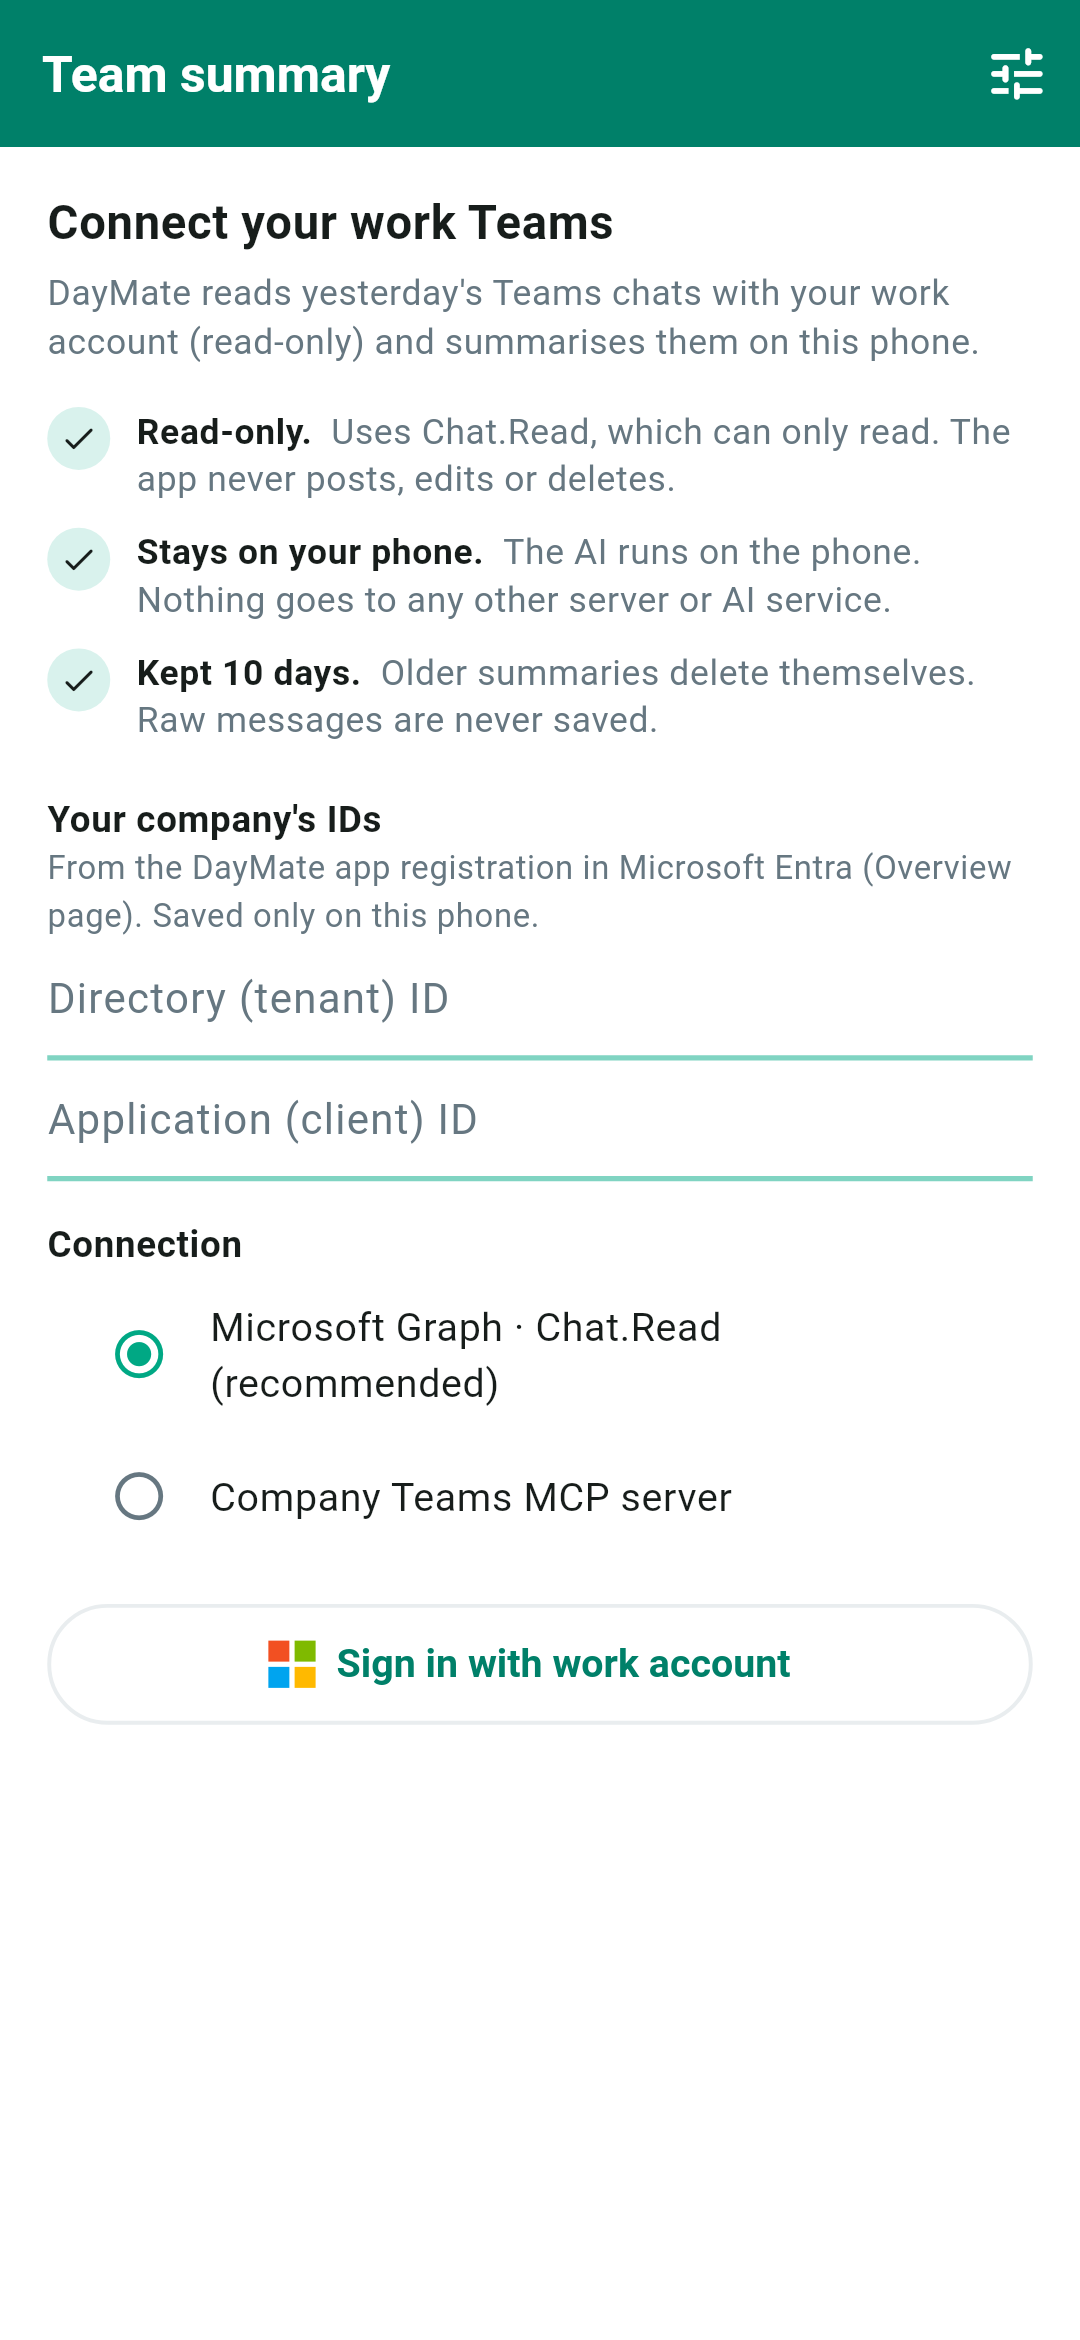 Team summary
Connect your work Teams
DayMate reads yesterday's Teams chats with your work
account (read-only) and summarises them on this phone.
Read-only. Uses Chat.Read, which can only read. The
app never posts, edits or deletes.
Stays on your phone. The AI runs on the phone.
Nothing goes to any other server or AI service.
Kept 10 days. Older summaries delete themselves.
Raw messages are never saved.
Your company's IDs
From the DayMate app registration in Microsoft Entra (Overview
page). Saved only on this phone.
Directory (tenant) ID
Application (client) ID
Connection
Microsoft Graph · Chat.Read
(recommended)
Company Teams MCP server
Sign in with work account